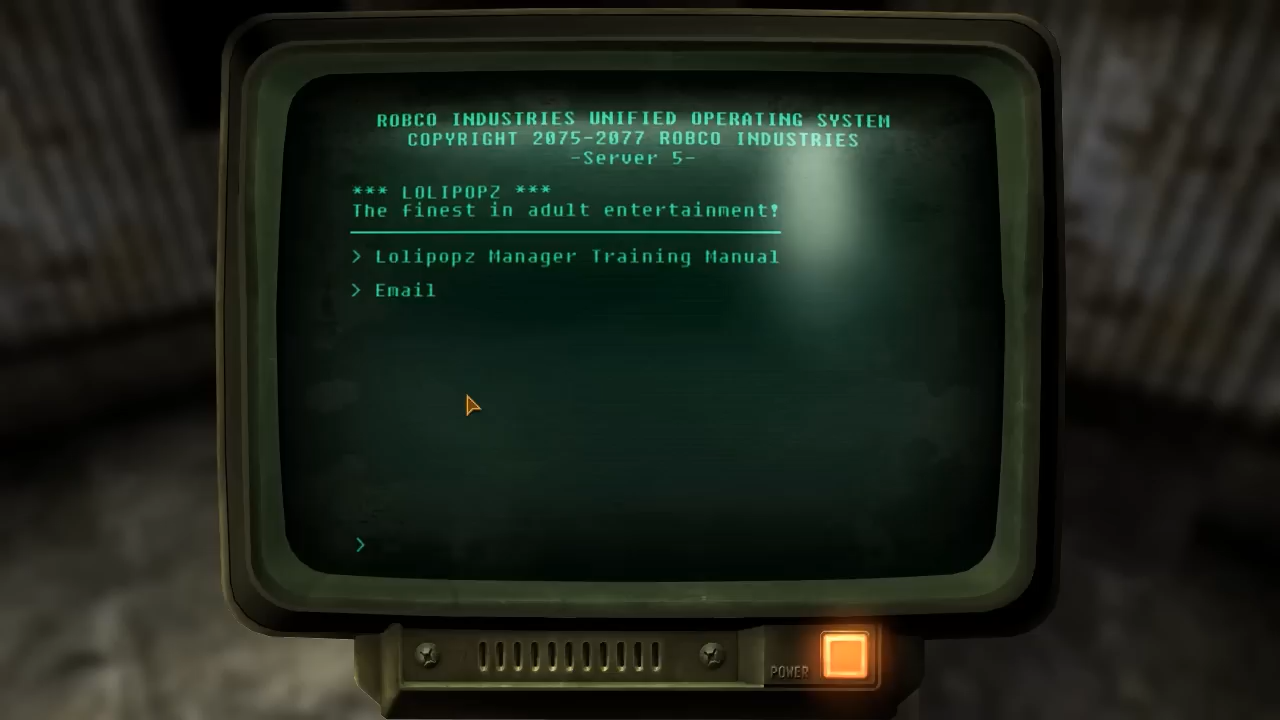 ROBCO INDUSTRIES UNIFIED OPERATING SYSTEM
COPYRIGHT 2075-2077 ROBCO INDUSTRIES
-Server 5-
*** LOLIPOPZ ***
The finest in adult entertainment!
> Lolipopz Manager Training Manual
> Email
>
POWER